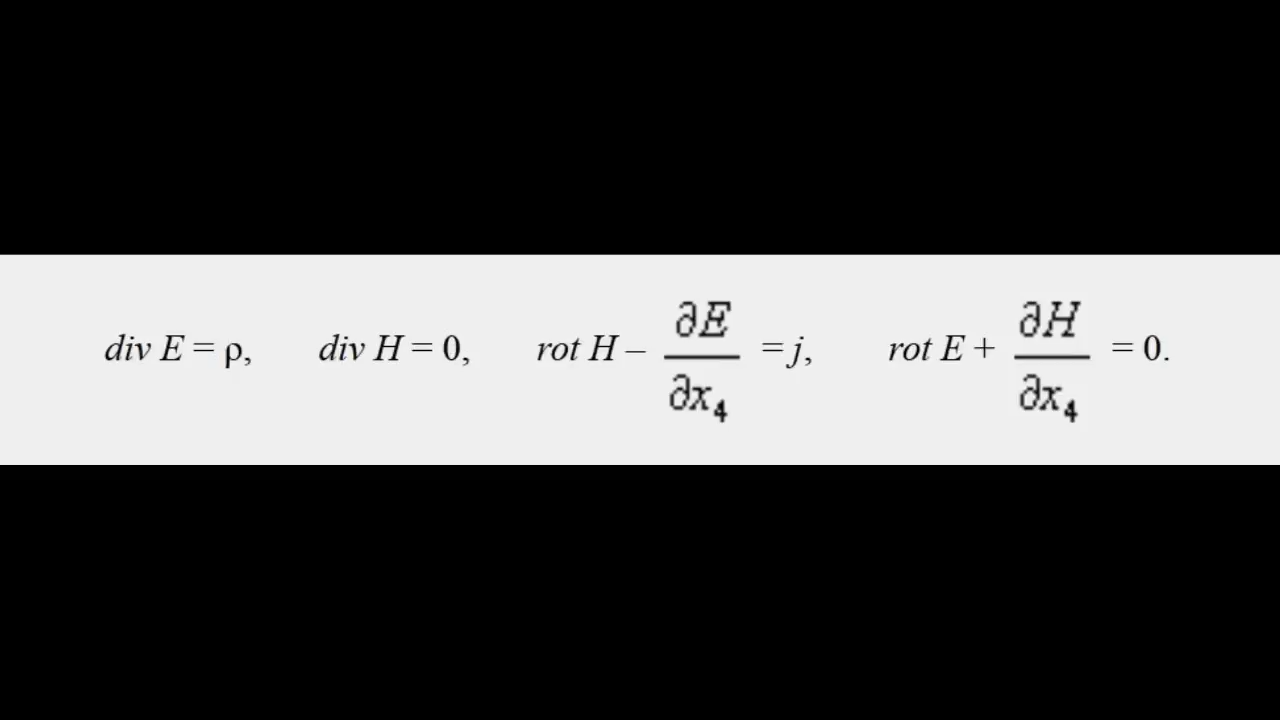 div E = ρ, div H = 0, rot H – ∂E/∂x₄ = j, rot E + ∂H/∂x₄ = 0.